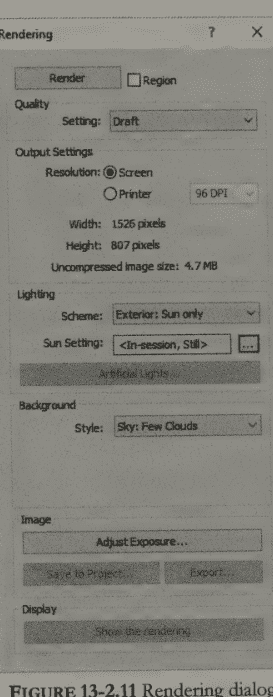 Rendering ? X
Render Region
Quality
Setting: Draft
Output Settings
Resolution: Screen
Printer 96 DPI
Width: 1526 pixels
Height: 807 pixels
Uncompressed image size: 4.7 MB
Lighting
Scheme: Exterior: Sun only
Sun Setting: <In-session, Still> ...
Artificial Lights...
Background
Style: Sky: Few Clouds
Image
Adjust Exposure...
Save to Project... Export...
Display
Show the rendering
FIGURE 13-2.11 Rendering dialog